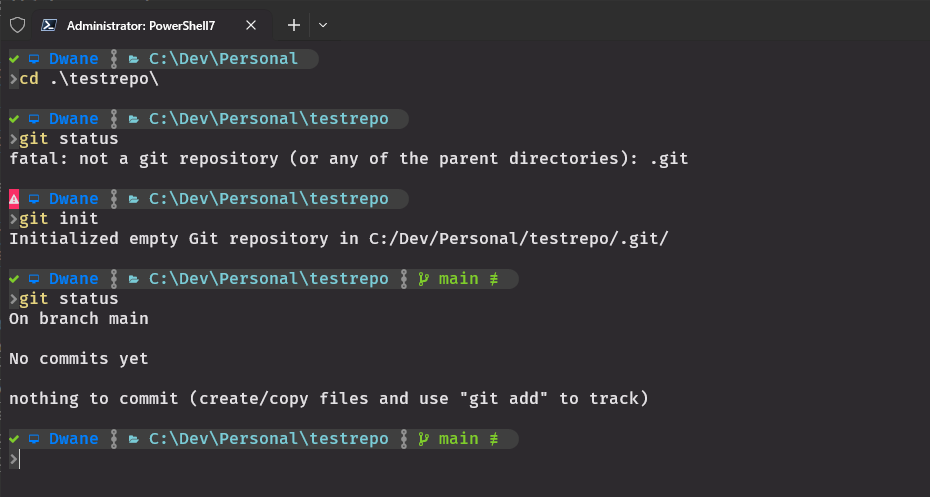 Administrator: PowerShell7
Dwane C:\Dev\Personal
>cd .\testrepo\
Dwane C:\Dev\Personal\testrepo
>git status
fatal: not a git repository (or any of the parent directories): .git
Dwane C:\Dev\Personal\testrepo
>git init
Initialized empty Git repository in C:/Dev/Personal/testrepo/.git/
Dwane C:\Dev\Personal\testrepo main ≢
>git status
On branch main
No commits yet
nothing to commit (create/copy files and use "git add" to track)
Dwane C:\Dev\Personal\testrepo main ≢
>